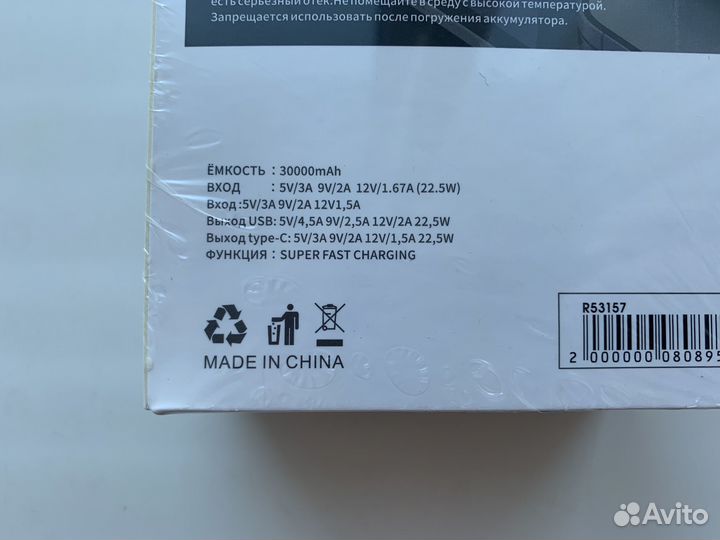 есть серьезный отек.Не помещайте в среду с высокой температурой.
Запрещается использовать после погружения аккумулятора.
ЁМКОСТЬ : 30000mAh
ВХОД : 5V/3A 9V/2A 12V/1.67A (22.5W)
Вход :5V/3A 9V/2A 12V1,5A
Выход USB: 5V/4,5A 9V/2,5A 12V/2A 22,5W
Выход type-C: 5V/3A 9V/2A 12V/1,5A 22,5W
ФУНКЦИЯ : SUPER FAST CHARGING
MADE IN CHINA
R53157
2 000000 080895
Avito